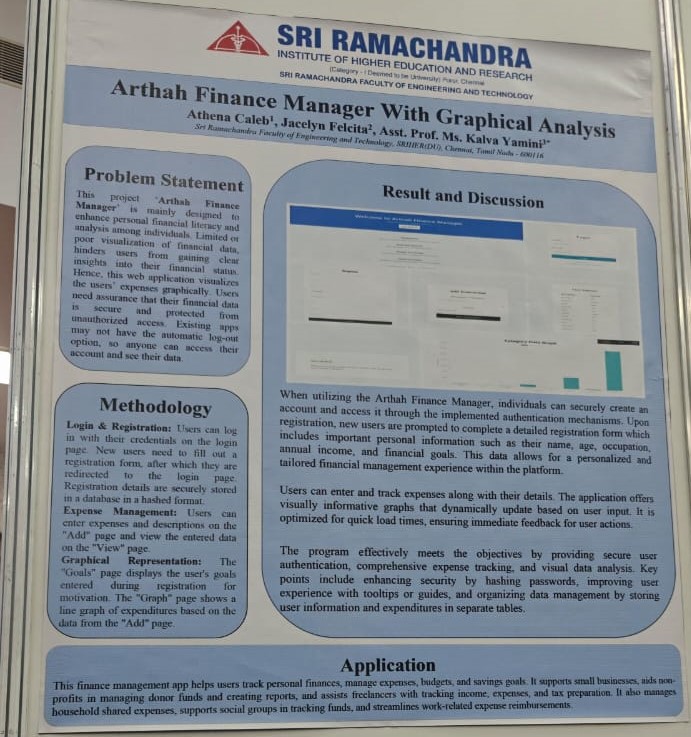 SRI RAMACHANDRA
INSTITUTE OF HIGHER EDUCATION AND RESEARCH
(Category - I Deemed to be University) Porur, Chennai
SRI RAMACHANDRA FACULTY OF ENGINEERING AND TECHNOLOGY
Arthah Finance Manager With Graphical Analysis
Athena Caleb¹, Jacelyn Felcita², Asst. Prof. Ms. Kalva Yamini³*
Sri Ramachandra Faculty of Engineering and Technology, SRIHER(DU), Chennai, Tamil Nadu - 600116
Problem Statement
This project 'Arthah Finance
Manager' is mainly designed to
enhance personal financial literacy and
analysis among individuals. Limited or
poor visualization of financial data,
hinders users from gaining clear
insights into their financial status.
Hence, this web application visualizes
the users' expenses graphically. Users
need assurance that their financial data
is secure and protected from
unauthorized access. Existing apps
may not have the automatic log-out
option, so anyone can access their
account and see their data.
Methodology
Login & Registration: Users can log
in with their credentials on the login
page. New users need to fill out a
registration form, after which they are
redirected to the login page.
Registration details are securely stored
in a database in a hashed format.
Expense Management: Users can
enter expenses and descriptions on the
"Add" page and view the entered data
on the "View" page.
Graphical Representation: The
"Goals" page displays the user's goals
entered during registration for
motivation. The "Graph" page shows a
line graph of expenditures based on the
data from the "Add" page.
Result and Discussion
Welcome to Arthah Finance Manager
When utilizing the Arthah Finance Manager, individuals can securely create an
account and access it through the implemented authentication mechanisms. Upon
registration, new users are prompted to complete a detailed registration form which
includes important personal information such as their name, age, occupation,
annual income, and financial goals. This data allows for a personalized and
tailored financial management experience within the platform.
Users can enter and track expenses along with their details. The application offers
visually informative graphs that dynamically update based on user input. It is
optimized for quick load times, ensuring immediate feedback for user actions.
The program effectively meets the objectives by providing secure user
authentication, comprehensive expense tracking, and visual data analysis. Key
points include enhancing security by hashing passwords, improving user
experience with tooltips or guides, and organizing data management by storing
user information and expenditures in separate tables.
Application
This finance management app helps users track personal finances, manage expenses, budgets, and savings goals. It supports small businesses, aids non-
profits in managing donor funds and creating reports, and assists freelancers with tracking income, expenses, and tax preparation. It also manages
household shared expenses, supports social groups in tracking funds, and streamlines work-related expense reimbursements.